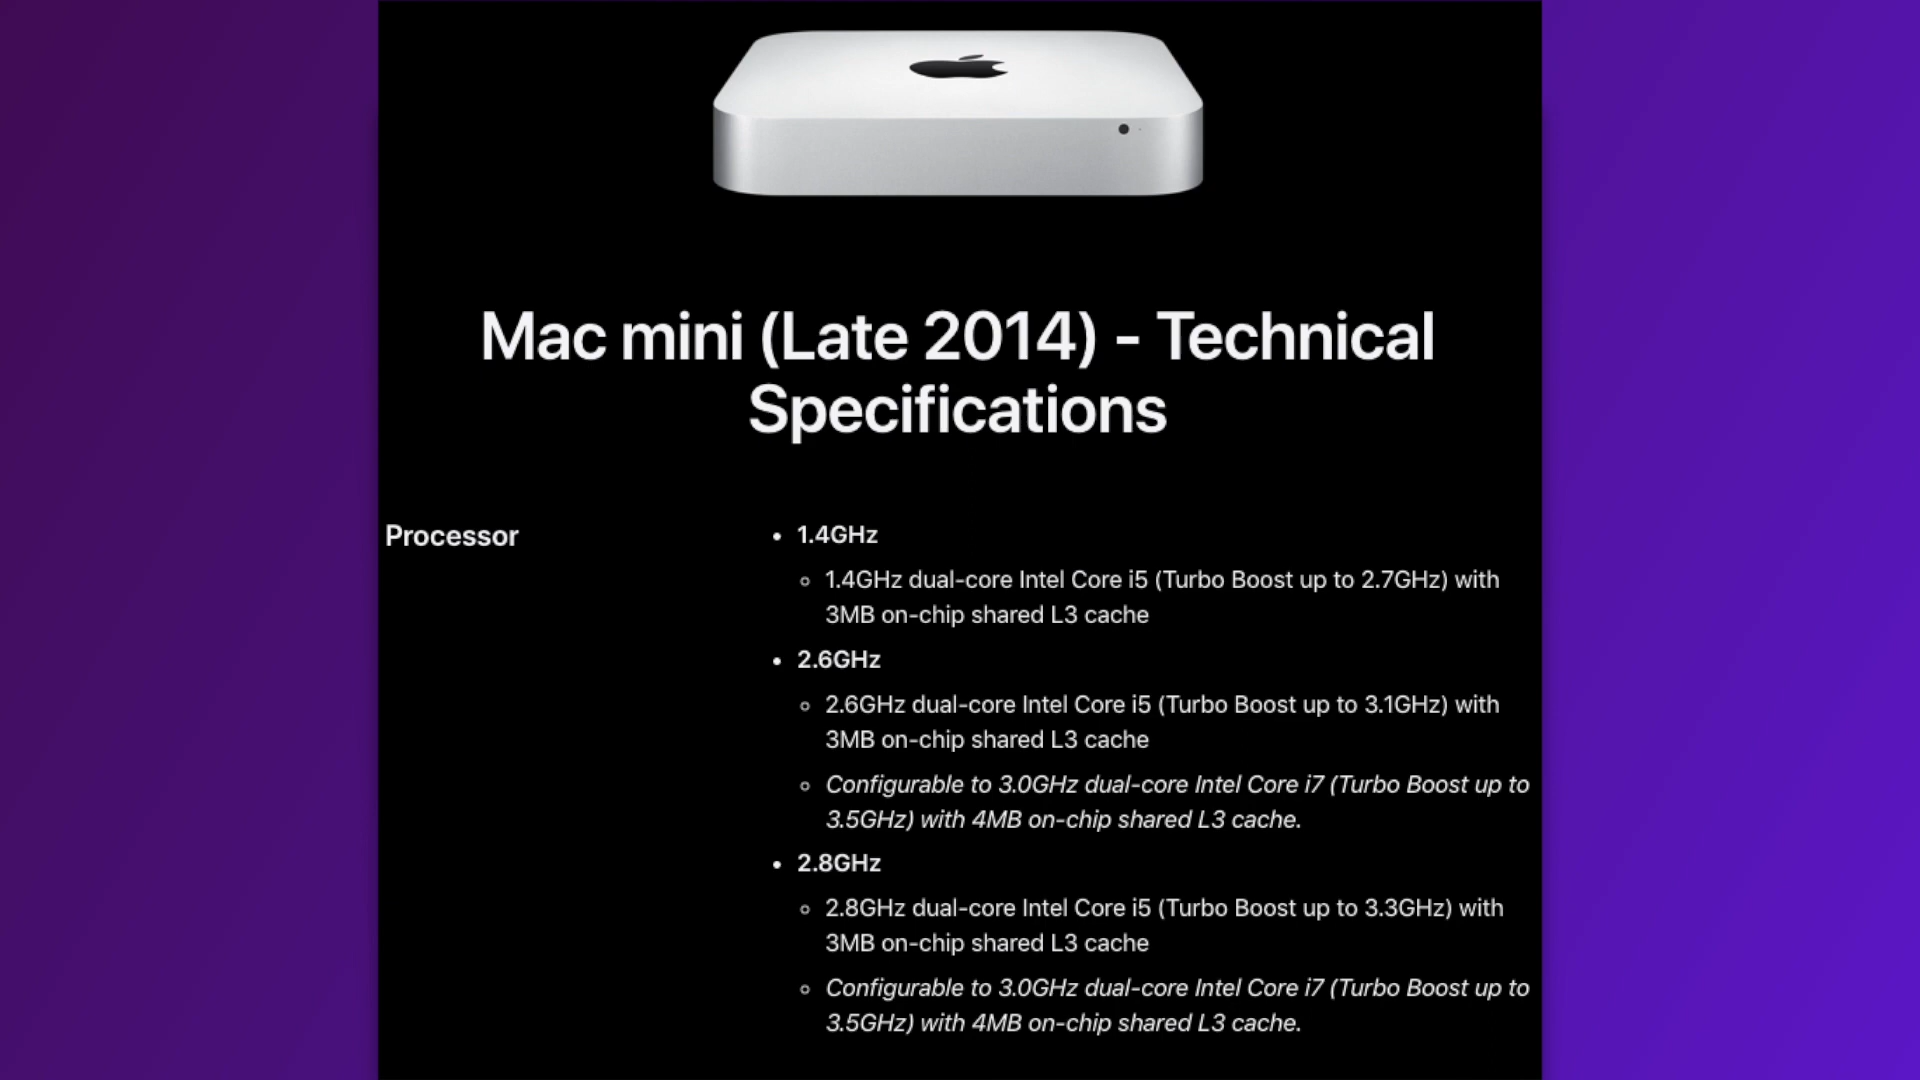 Mac mini (Late 2014) - Technical
Specifications
Processor
• 1.4GHz
◦ 1.4GHz dual-core Intel Core i5 (Turbo Boost up to 2.7GHz) with
3MB on-chip shared L3 cache
• 2.6GHz
◦ 2.6GHz dual-core Intel Core i5 (Turbo Boost up to 3.1GHz) with
3MB on-chip shared L3 cache
◦ Configurable to 3.0GHz dual-core Intel Core i7 (Turbo Boost up to
3.5GHz) with 4MB on-chip shared L3 cache.
• 2.8GHz
◦ 2.8GHz dual-core Intel Core i5 (Turbo Boost up to 3.3GHz) with
3MB on-chip shared L3 cache
◦ Configurable to 3.0GHz dual-core Intel Core i7 (Turbo Boost up to
3.5GHz) with 4MB on-chip shared L3 cache.